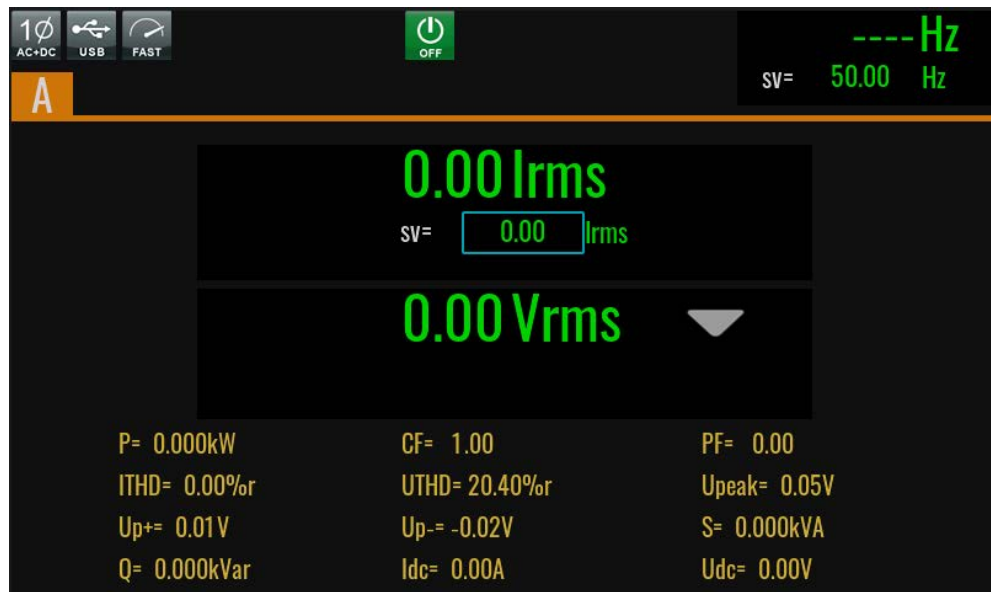 1Ø
AC+DC
USB
FAST
OFF
---- Hz
sv= 50.00 Hz
A
0.00 Irms
sv= 0.00 Irms
0.00 Vrms
P= 0.000kW CF= 1.00 PF= 0.00
ITHD= 0.00%r UTHD= 20.40%r Upeak= 0.05V
Up+= 0.01V Up-= -0.02V S= 0.000kVA
Q= 0.000kVar Idc= 0.00A Udc= 0.00V